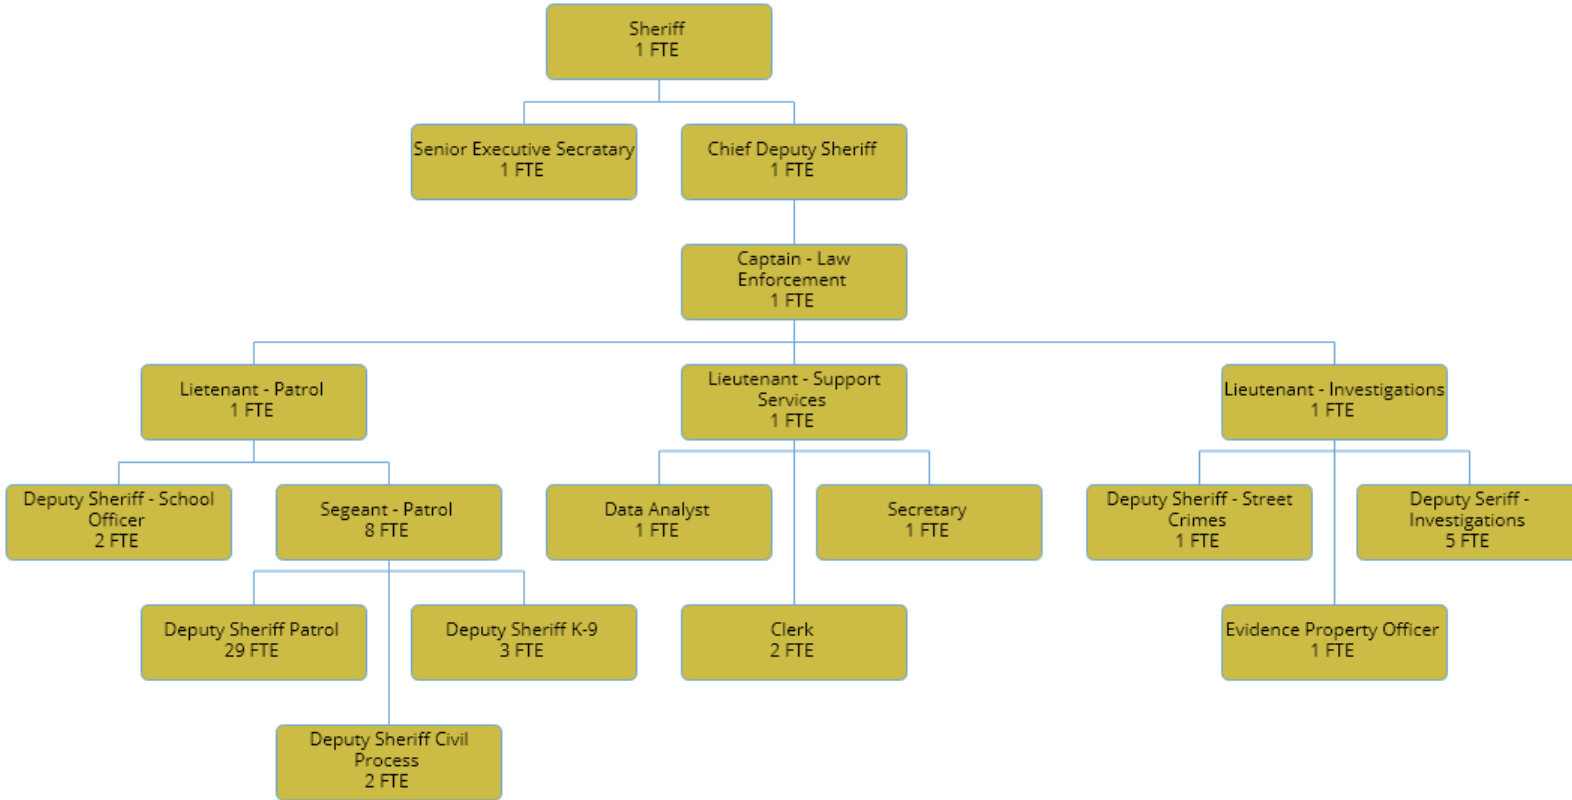 Sheriff
1 FTE
Senior Executive Secratary
1 FTE
Chief Deputy Sheriff
1 FTE
Captain - Law
Enforcement
1 FTE
Lietenant - Patrol
1 FTE
Lieutenant - Support
Services
1 FTE
Lieutenant - Investigations
1 FTE
Deputy Sheriff - School
Officer
2 FTE
Segeant - Patrol
8 FTE
Data Analyst
1 FTE
Secretary
1 FTE
Deputy Sheriff - Street
Crimes
1 FTE
Deputy Seriff -
Investigations
5 FTE
Deputy Sheriff Patrol
29 FTE
Deputy Sheriff K-9
3 FTE
Clerk
2 FTE
Evidence Property Officer
1 FTE
Deputy Sheriff Civil
Process
2 FTE